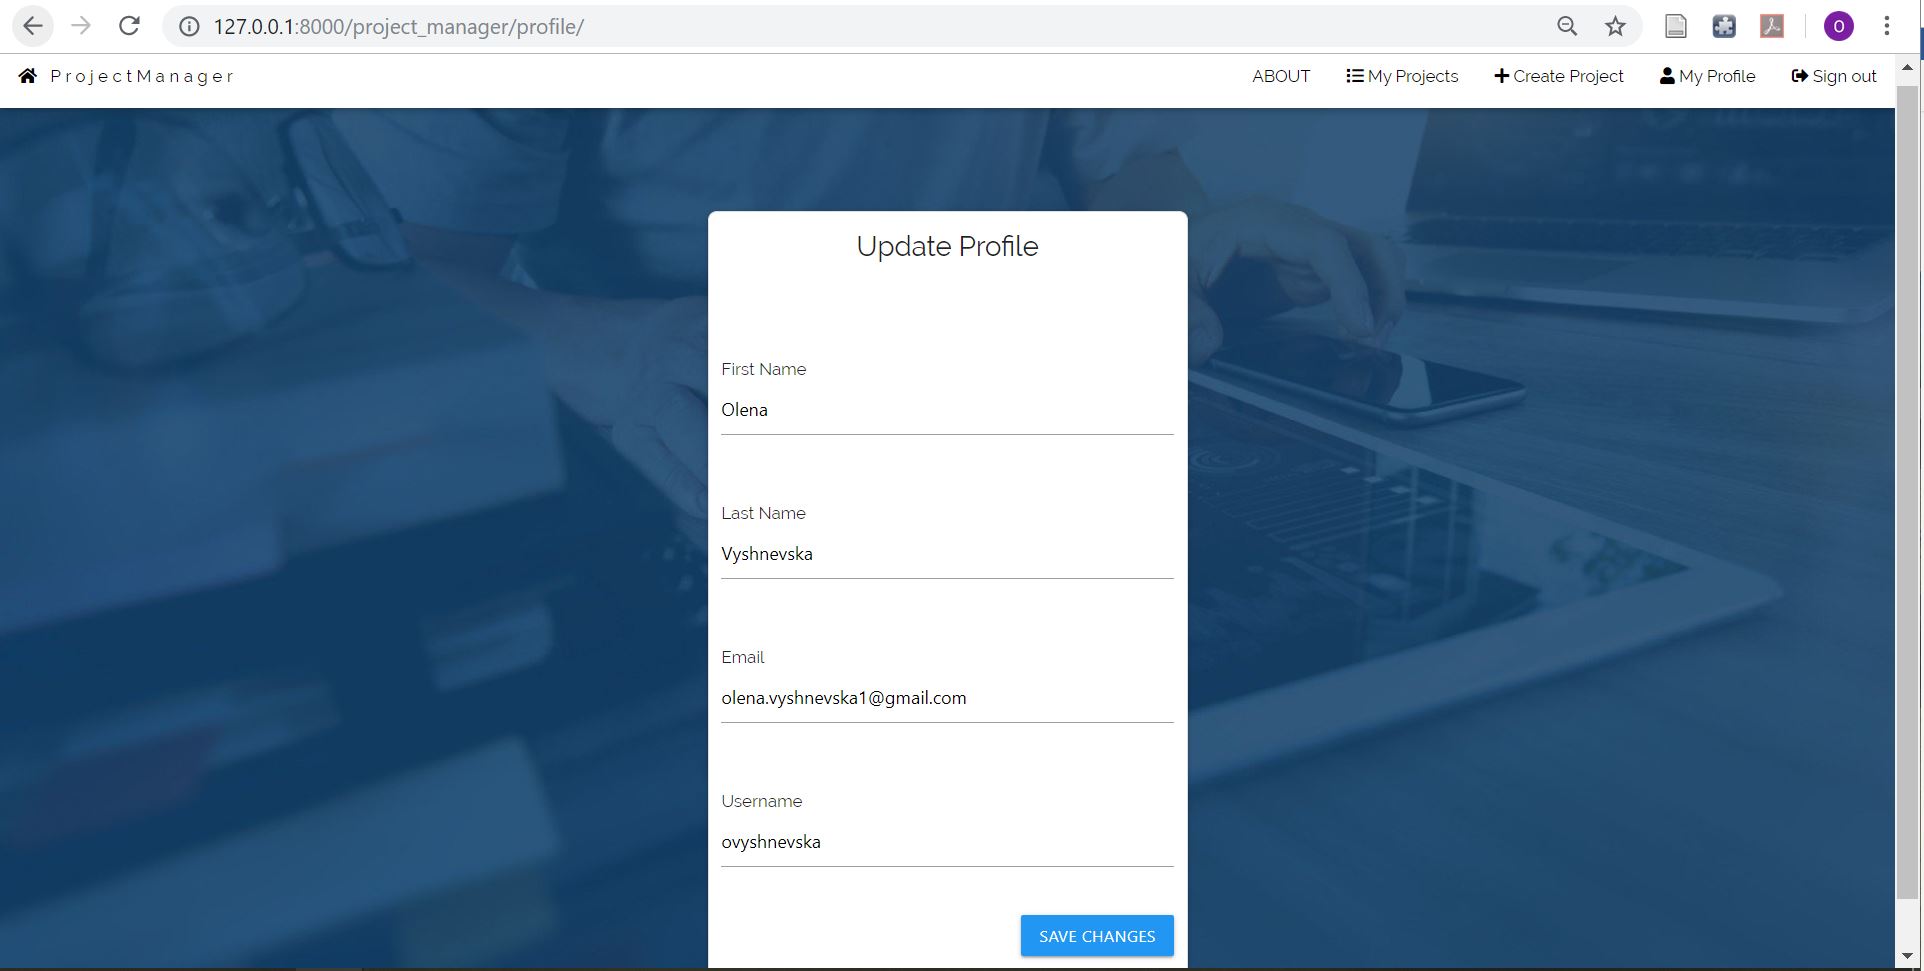 127.0.0.1:8000/project_manager/profile/
O
ProjectManager
ABOUT
My Projects
Create Project
My Profile
Sign out
Update Profile
First Name
Olena
Last Name
Vyshnevska
Email
olena.vyshnevska1@gmail.com
Username
ovyshnevska
SAVE CHANGES